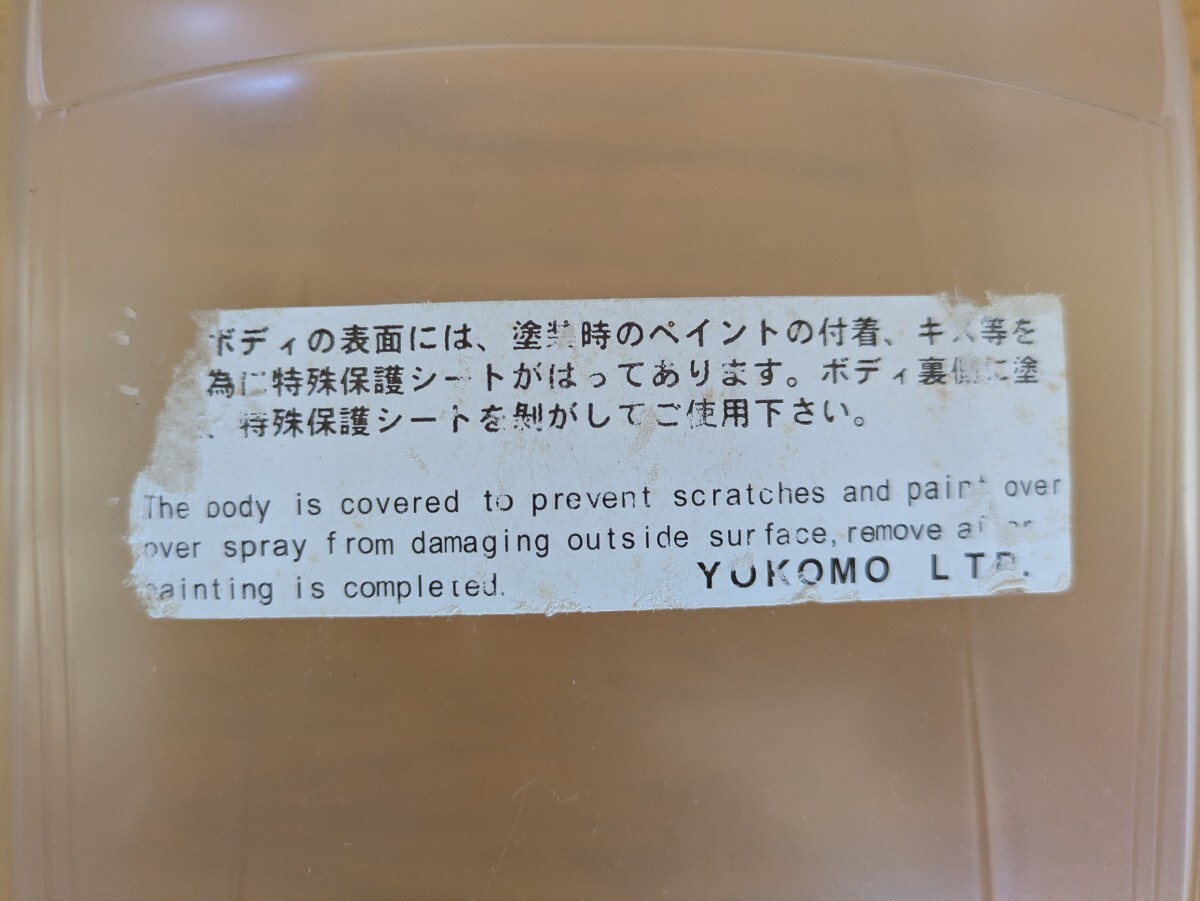 ボディの表面には、塗装時のペイントの付着、キズ等を
為に特殊保護シートがはってあります。ボディ裏側に塗
、特殊保護シートを剝がしてご使用下さい。
The body is covered to prevent scratches and paint over
over spray from damaging outside surface, remove after
painting is completed.
YOKOMO LTD.